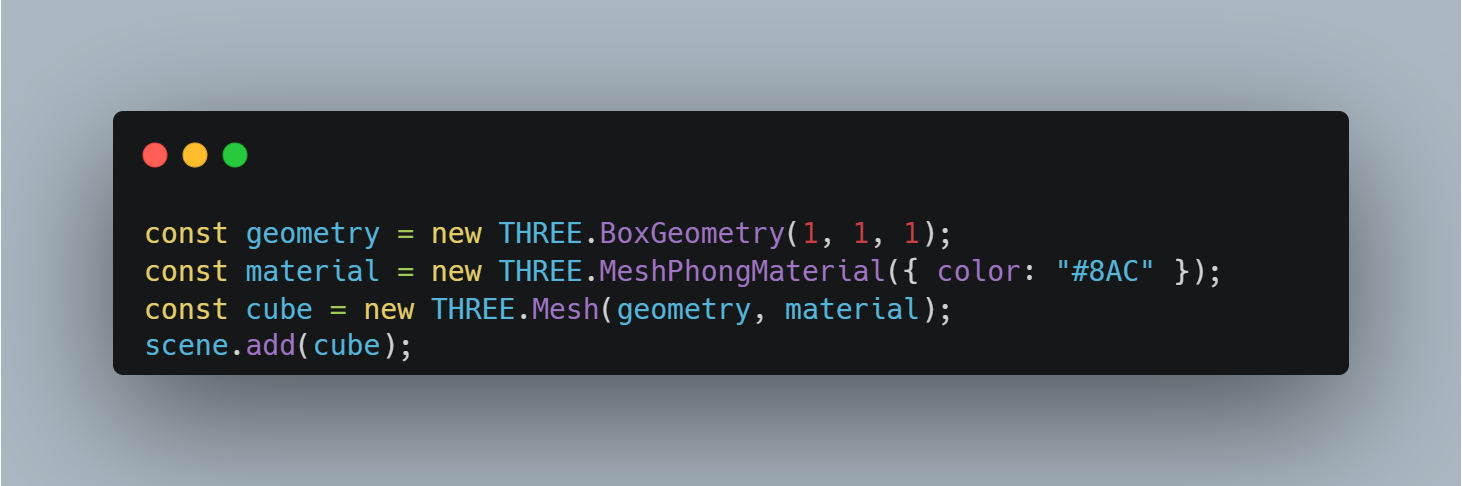 const geometry = new THREE.BoxGeometry(1, 1, 1);
const material = new THREE.MeshPhongMaterial({ color: "#8AC" });
const cube = new THREE.Mesh(geometry, material);
scene.add(cube);